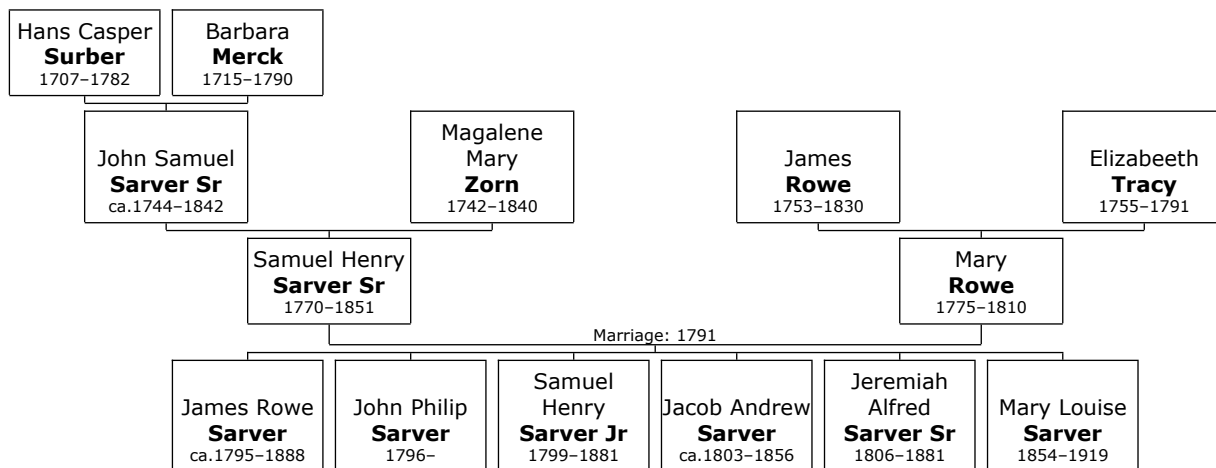 Hans Casper
Surber
1707–1782
Barbara
Merck
1715–1790
John Samuel
Sarver Sr
ca.1744–1842
Magalene
Mary
Zorn
1742–1840
James
Rowe
1753–1830
Elizabeeth
Tracy
1755–1791
Samuel Henry
Sarver Sr
1770–1851
Mary
Rowe
1775–1810
Marriage: 1791
James Rowe
Sarver
ca.1795–1888
John Philip
Sarver
1796–
Samuel
Henry
Sarver Jr
1799–1881
Jacob Andrew
Sarver
ca.1803–1856
Jeremiah
Alfred
Sarver Sr
1806–1881
Mary Louise
Sarver
1854–1919